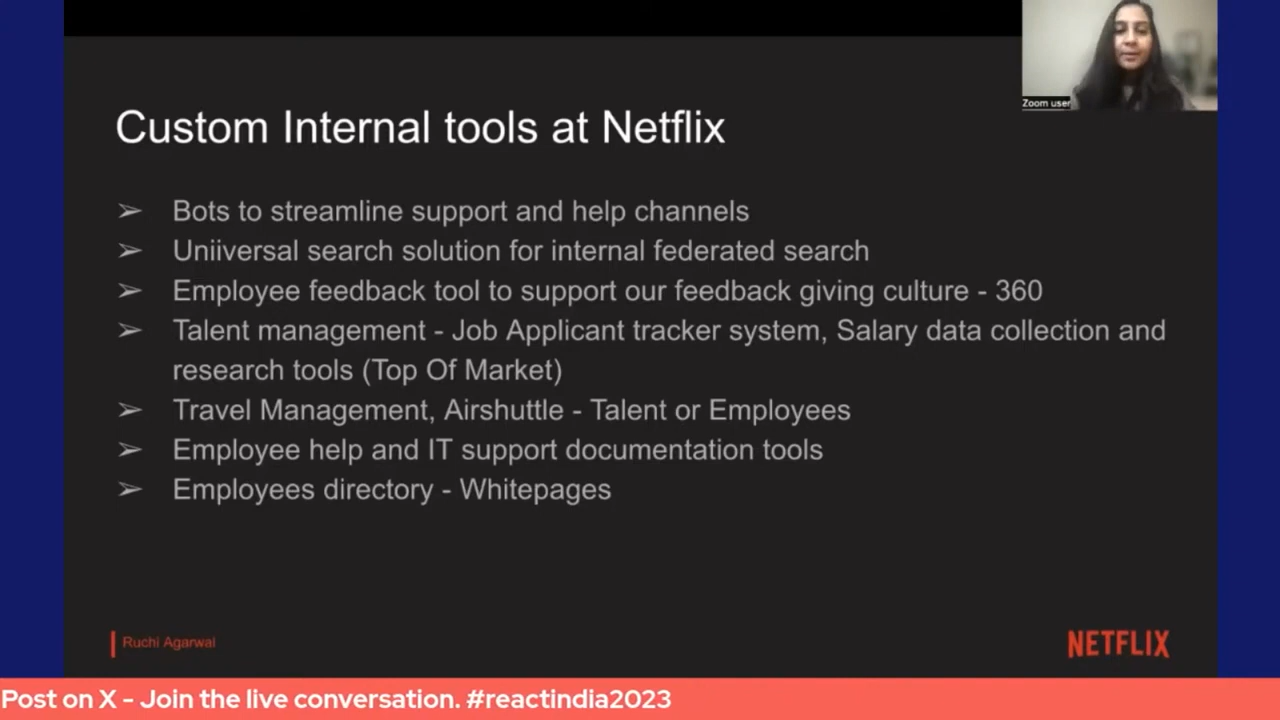 Zoom user
Custom Internal tools at Netflix
➢ Bots to streamline support and help channels
➢ Uniiversal search solution for internal federated search
➢ Employee feedback tool to support our feedback giving culture - 360
➢ Talent management - Job Applicant tracker system, Salary data collection and
research tools (Top Of Market)
➢ Travel Management, Airshuttle - Talent or Employees
➢ Employee help and IT support documentation tools
➢ Employees directory - Whitepages
Ruchi Agarwal
NETFLIX
Post on X - Join the live conversation. #reactindia2023